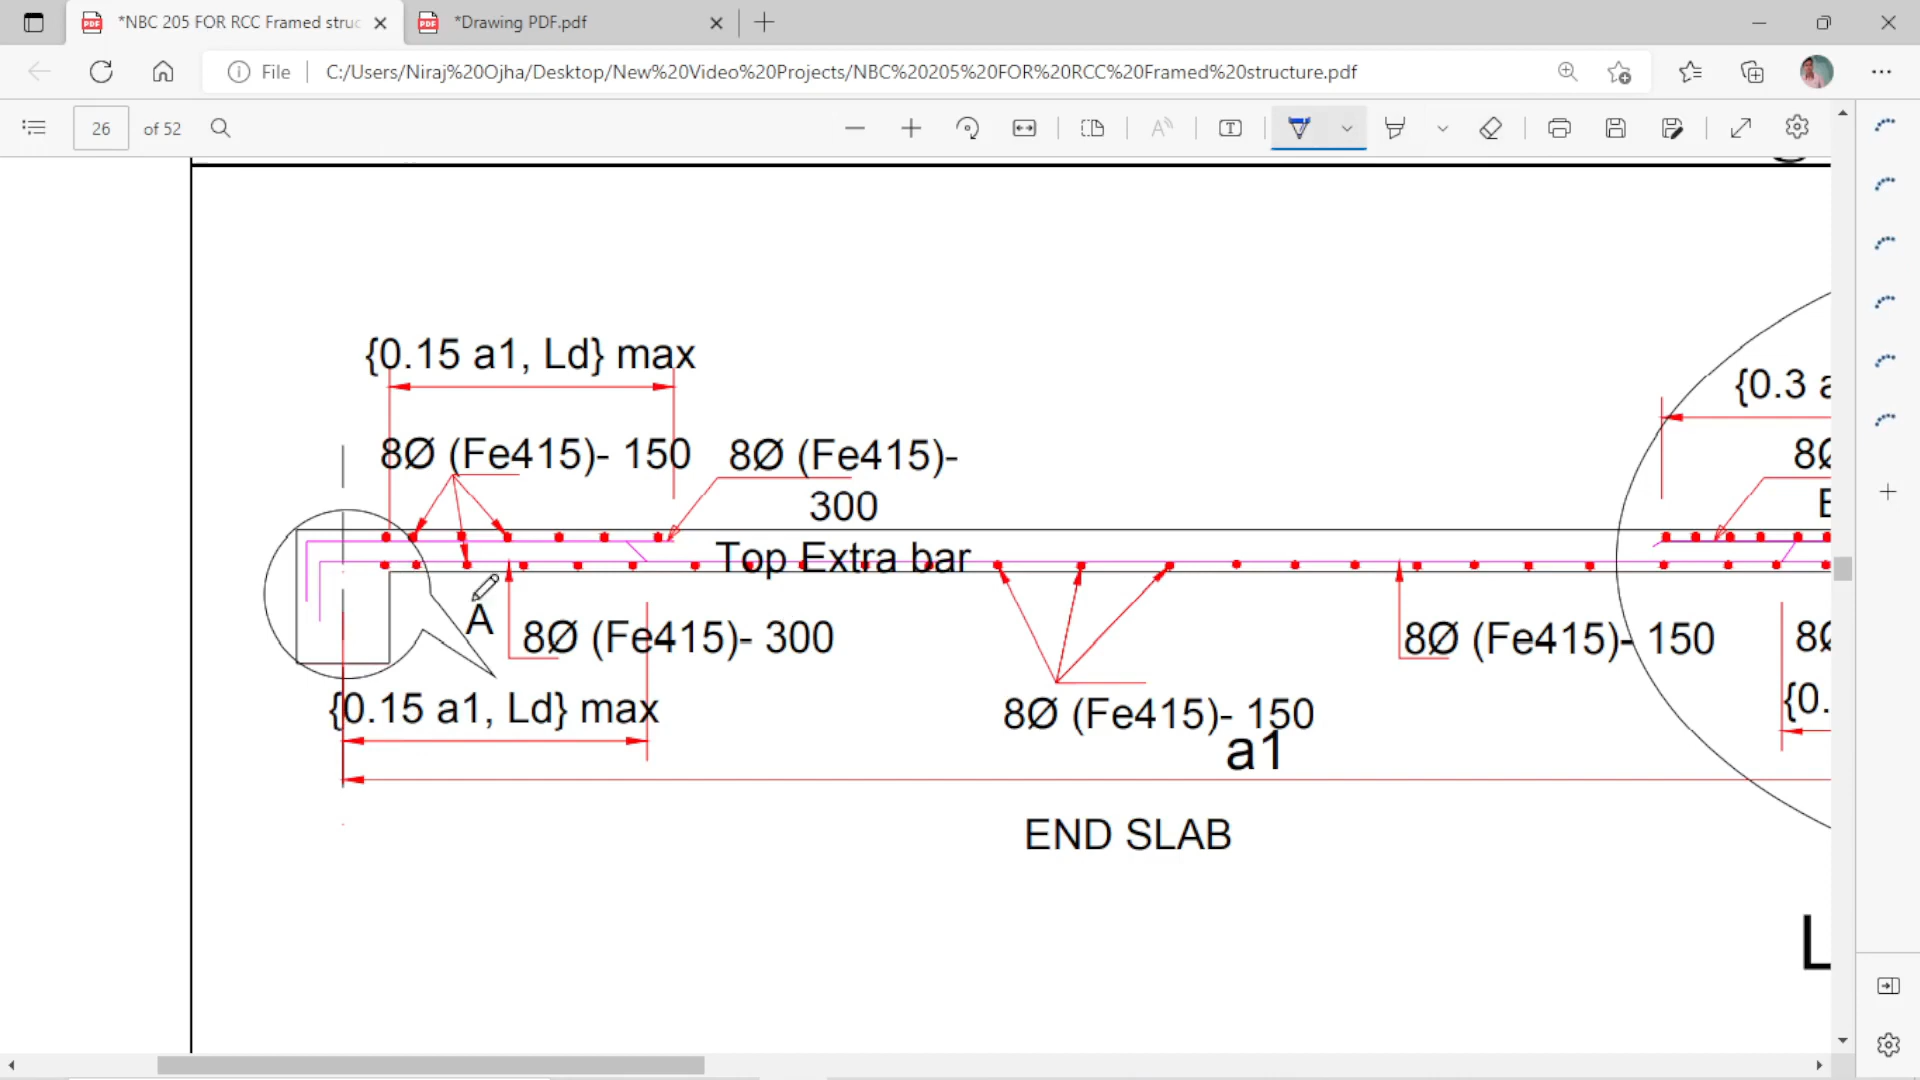 *NBC 205 FOR RCC Framed struc
*Drawing PDF.pdf
File
C:/Users/Niraj%20Ojha/Desktop/New%20Video%20Projects/NBC%20205%20FOR%20RCC%20Framed%20structure.pdf
26 of 52
{0.15 a1, Ld} max
{0.3 a
8Ø (Fe415)- 150
8Ø (Fe415)-
300
8Ø
E
Top Extra bar
A
8Ø (Fe415)- 300
8Ø (Fe415)- 150
8Ø
{0.15 a1, Ld} max
8Ø (Fe415)- 150
{0.
a1
END SLAB
L